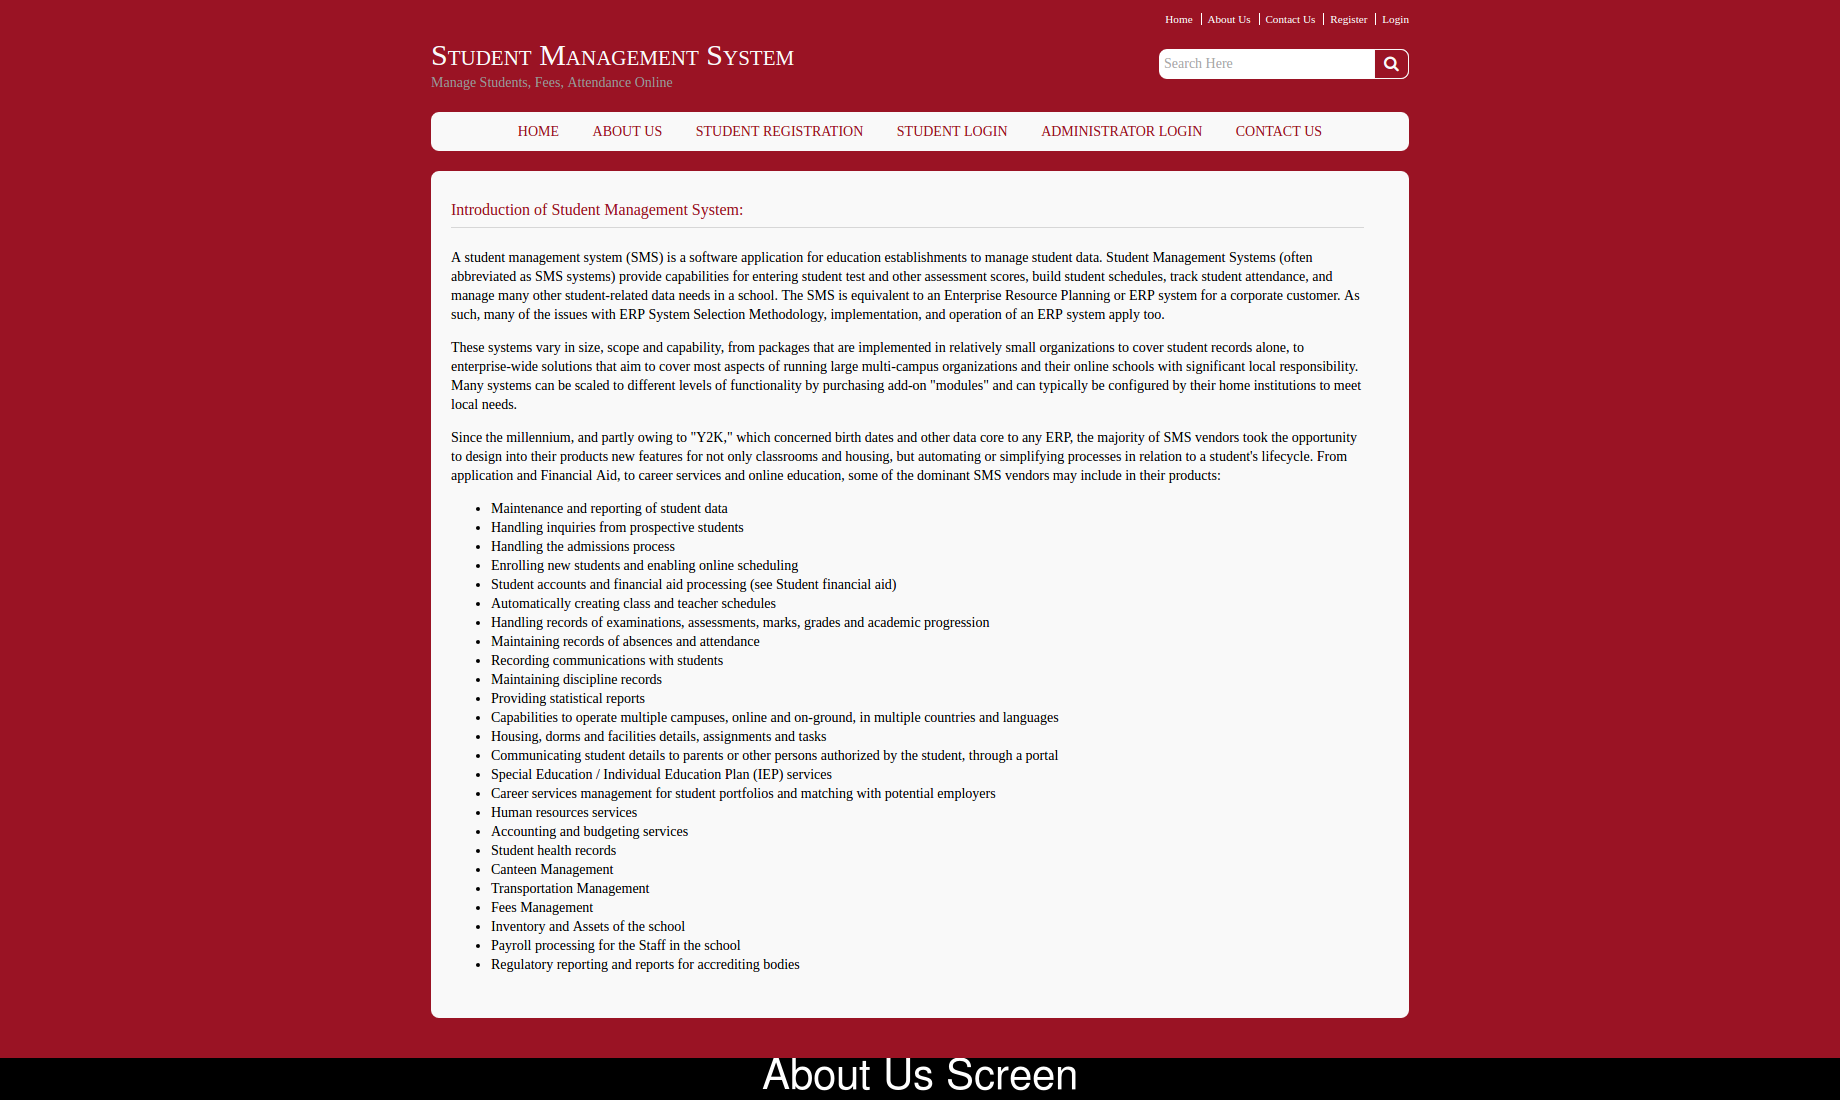 Home About Us Contact Us Register Login
Student Management System
Manage Students, Fees, Attendance Online
Search Here
HOME ABOUT US STUDENT REGISTRATION STUDENT LOGIN ADMINISTRATOR LOGIN CONTACT US
Introduction of Student Management System:
A student management system (SMS) is a software application for education establishments to manage student data. Student Management Systems (often
abbreviated as SMS systems) provide capabilities for entering student test and other assessment scores, build student schedules, track student attendance, and
manage many other student-related data needs in a school. The SMS is equivalent to an Enterprise Resource Planning or ERP system for a corporate customer. As
such, many of the issues with ERP System Selection Methodology, implementation, and operation of an ERP system apply too.
These systems vary in size, scope and capability, from packages that are implemented in relatively small organizations to cover student records alone, to
enterprise-wide solutions that aim to cover most aspects of running large multi-campus organizations and their online schools with significant local responsibility.
Many systems can be scaled to different levels of functionality by purchasing add-on "modules" and can typically be configured by their home institutions to meet
local needs.
Since the millennium, and partly owing to "Y2K," which concerned birth dates and other data core to any ERP, the majority of SMS vendors took the opportunity
to design into their products new features for not only classrooms and housing, but automating or simplifying processes in relation to a student's lifecycle. From
application and Financial Aid, to career services and online education, some of the dominant SMS vendors may include in their products:
• Maintenance and reporting of student data
• Handling inquiries from prospective students
• Handling the admissions process
• Enrolling new students and enabling online scheduling
• Student accounts and financial aid processing (see Student financial aid)
• Automatically creating class and teacher schedules
• Handling records of examinations, assessments, marks, grades and academic progression
• Maintaining records of absences and attendance
• Recording communications with students
• Maintaining discipline records
• Providing statistical reports
• Capabilities to operate multiple campuses, online and on-ground, in multiple countries and languages
• Housing, dorms and facilities details, assignments and tasks
• Communicating student details to parents or other persons authorized by the student, through a portal
• Special Education / Individual Education Plan (IEP) services
• Career services management for student portfolios and matching with potential employers
• Human resources services
• Accounting and budgeting services
• Student health records
• Canteen Management
• Transportation Management
• Fees Management
• Inventory and Assets of the school
• Payroll processing for the Staff in the school
• Regulatory reporting and reports for accrediting bodies
About Us Screen